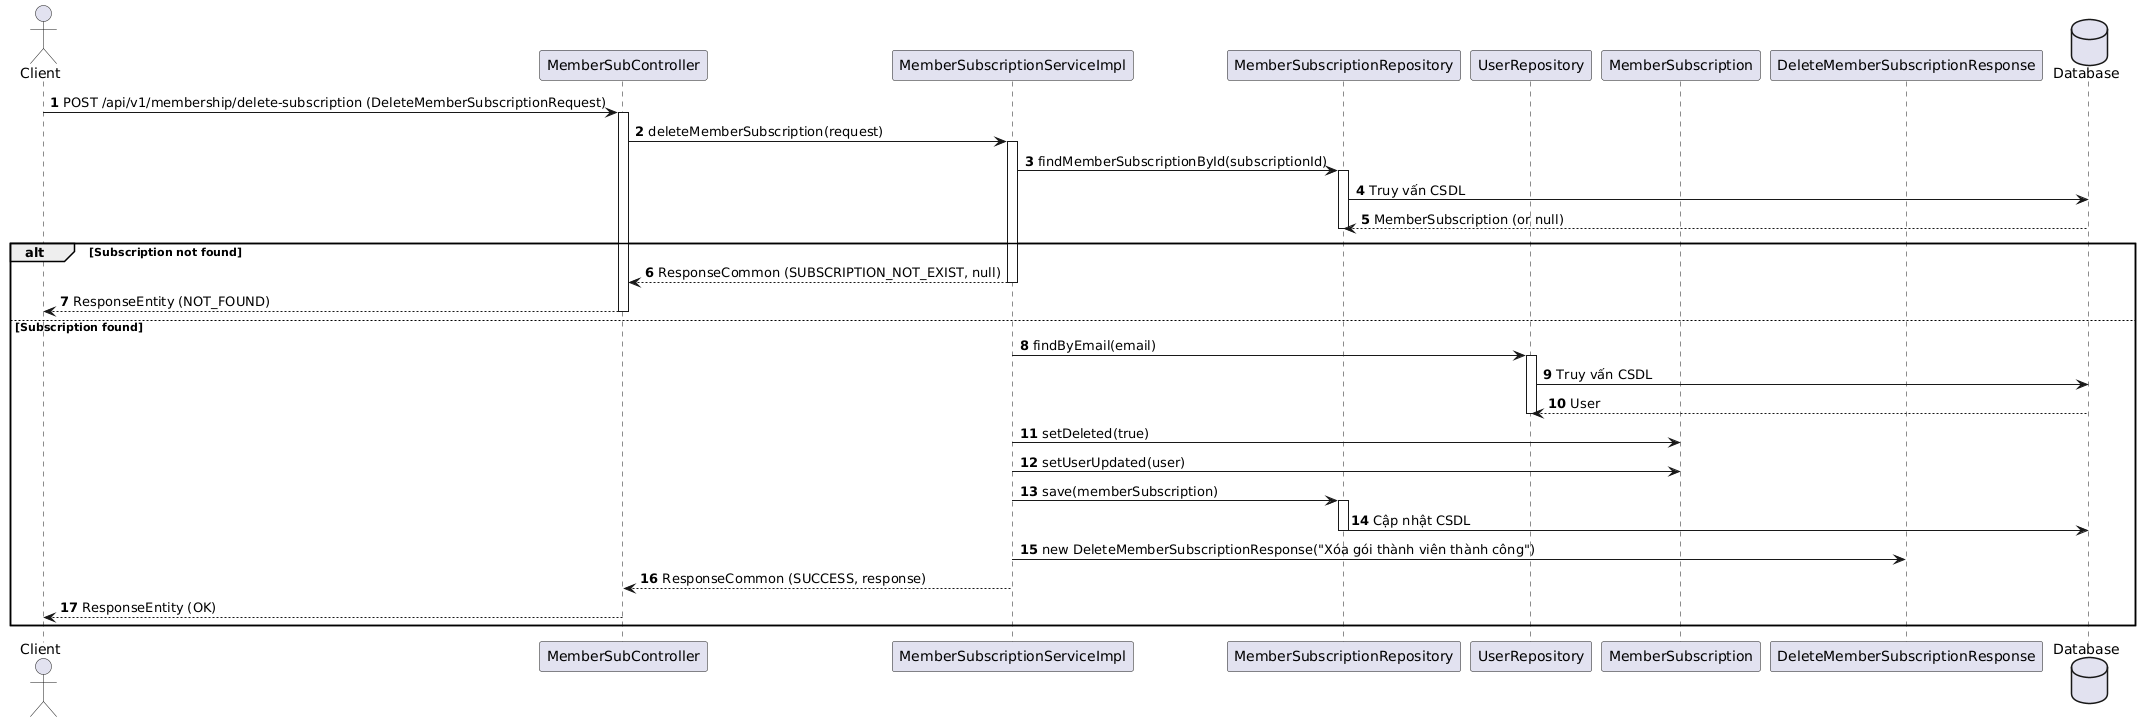 Client
MemberSubController
MemberSubscriptionServiceImpl
MemberSubscriptionRepository
UserRepository
MemberSubscription
DeleteMemberSubscriptionResponse
Database
1 POST /api/v1/membership/delete-subscription (DeleteMemberSubscriptionRequest)
2 deleteMemberSubscription(request)
3 findMemberSubscriptionById(subscriptionId)
4 Truy vấn CSDL
5 MemberSubscription (or null)
alt [Subscription not found]
6 ResponseCommon (SUBSCRIPTION_NOT_EXIST, null)
7 ResponseEntity (NOT_FOUND)
[Subscription found]
8 findByEmail(email)
9 Truy vấn CSDL
10 User
11 setDeleted(true)
12 setUserUpdated(user)
13 save(memberSubscription)
14 Cập nhật CSDL
15 new DeleteMemberSubscriptionResponse("Xóa gói thành viên thành công")
16 ResponseCommon (SUCCESS, response)
17 ResponseEntity (OK)
Client
MemberSubController
MemberSubscriptionServiceImpl
MemberSubscriptionRepository
UserRepository
MemberSubscription
DeleteMemberSubscriptionResponse
Database